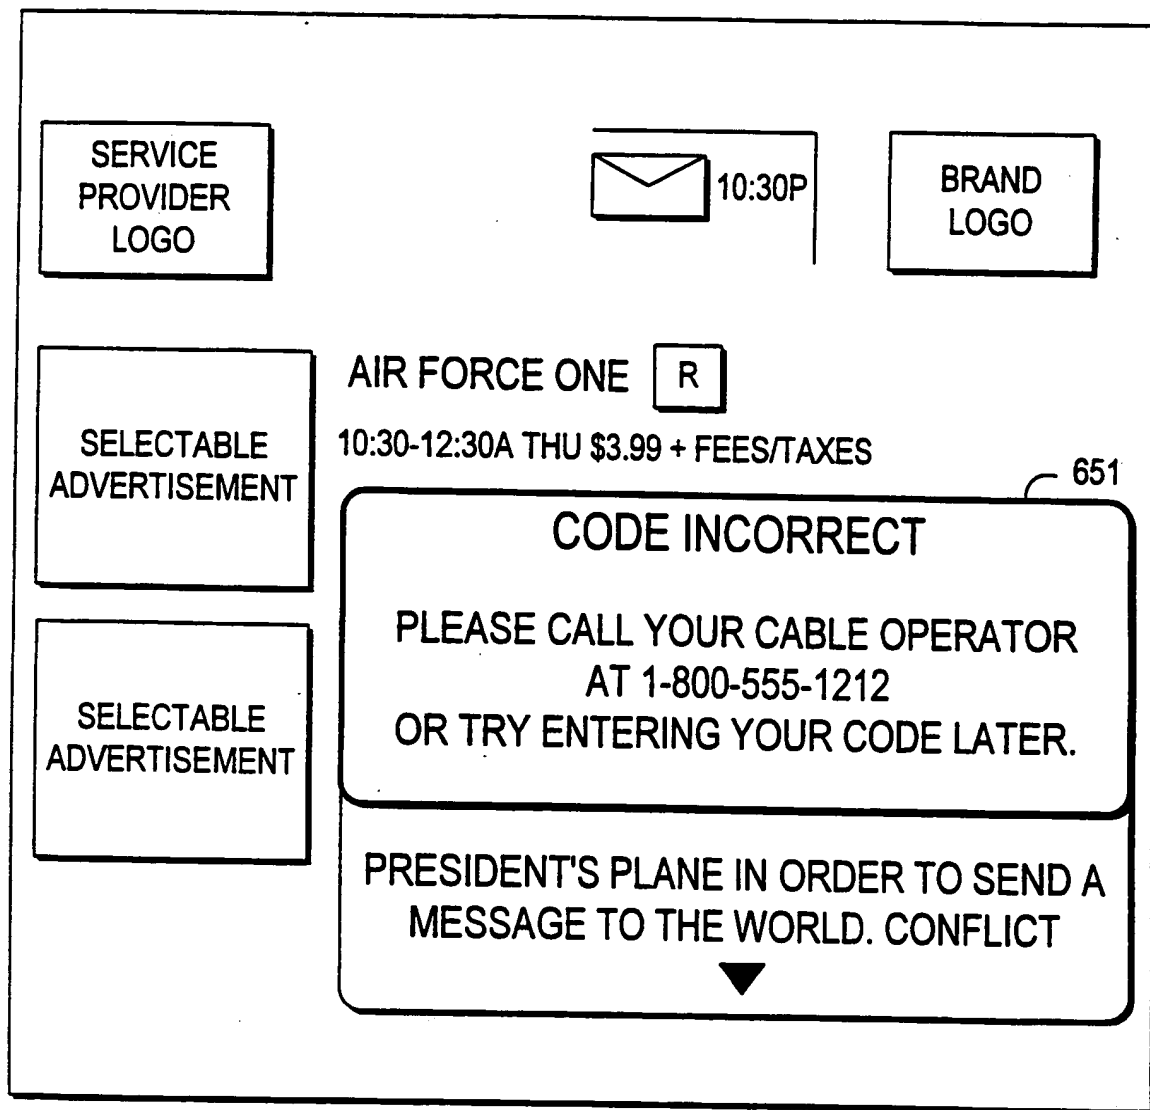 SERVICE
PROVIDER
LOGO
10:30P
BRAND
LOGO
AIR FORCE ONE R
10:30-12:30A THU $3.99 + FEES/TAXES
SELECTABLE
ADVERTISEMENT
651
CODE INCORRECT
PLEASE CALL YOUR CABLE OPERATOR
AT 1-800-555-1212
OR TRY ENTERING YOUR CODE LATER.
SELECTABLE
ADVERTISEMENT
PRESIDENT'S PLANE IN ORDER TO SEND A
MESSAGE TO THE WORLD. CONFLICT